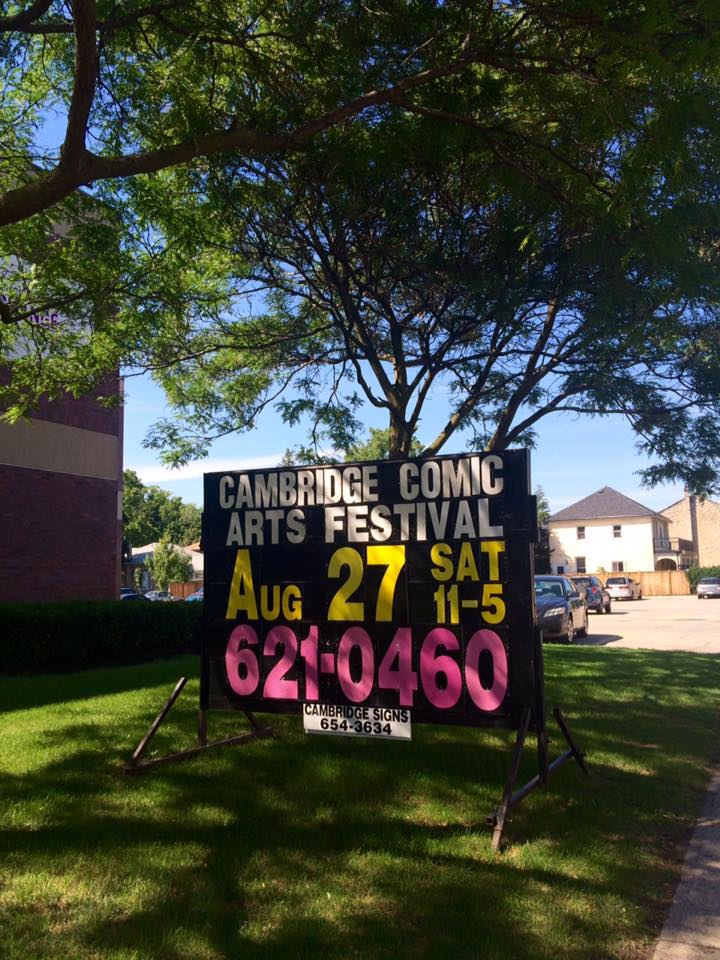 CAMBRIDGE COMIC
ARTS FESTIVAL
AUG 27 SAT
11-5
621-0460
CAMBRIDGE SIGNS
654-3634